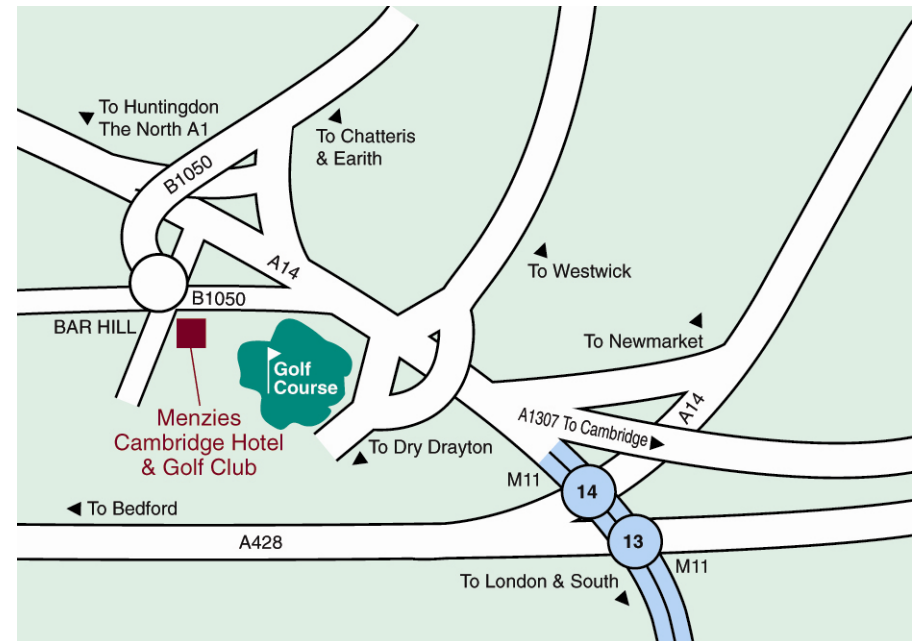 To Huntingdon
The North A1
B1050
To Chatteris
& Earith
A14
To Westwick
B1050
BAR HILL
To Newmarket
Golf
Course
A14
Menzies
Cambridge Hotel
& Golf Club
A1307 To Cambridge
To Dry Drayton
M11
14
To Bedford
A428
13
M11
To London & South